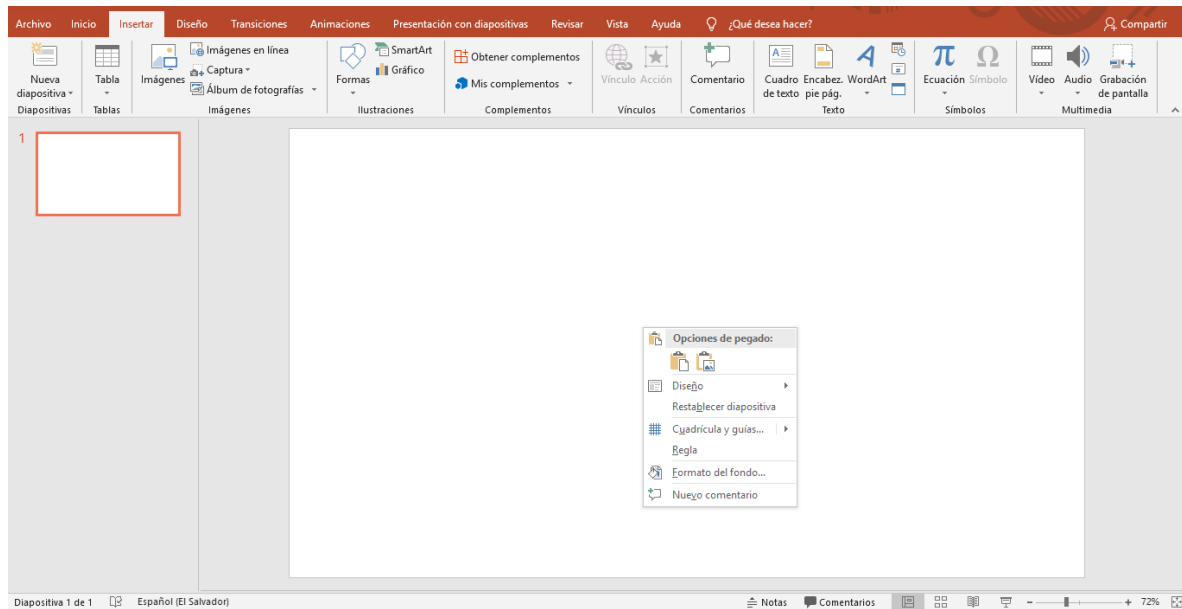 Archivo Inicio Insertar Diseño Transiciones Animaciones Presentación con diapositivas Revisar Vista Ayuda ¿Qué desea hacer? Compartir
Nueva diapositiva
Tabla
Imágenes
Imágenes en línea
Captura
Álbum de fotografías
Formas
SmartArt
Gráfico
Obtener complementos
Mis complementos
Vínculo
Acción
Comentario
Cuadro
de texto
Encabez.
pie pág.
WordArt
Ecuación
Símbolo
Vídeo
Audio
Grabación
de pantalla
Diapositivas Tablas Imágenes Ilustraciones Complementos Vínculos Comentarios Texto Símbolos Multimedia
1
Opciones de pegado:
Diseño
Restablecer diapositiva
Cuadrícula y guías...
Regla
Formato del fondo...
Nuevo comentario
Diapositiva 1 de 1 Español (El Salvador) Notas Comentarios 72%